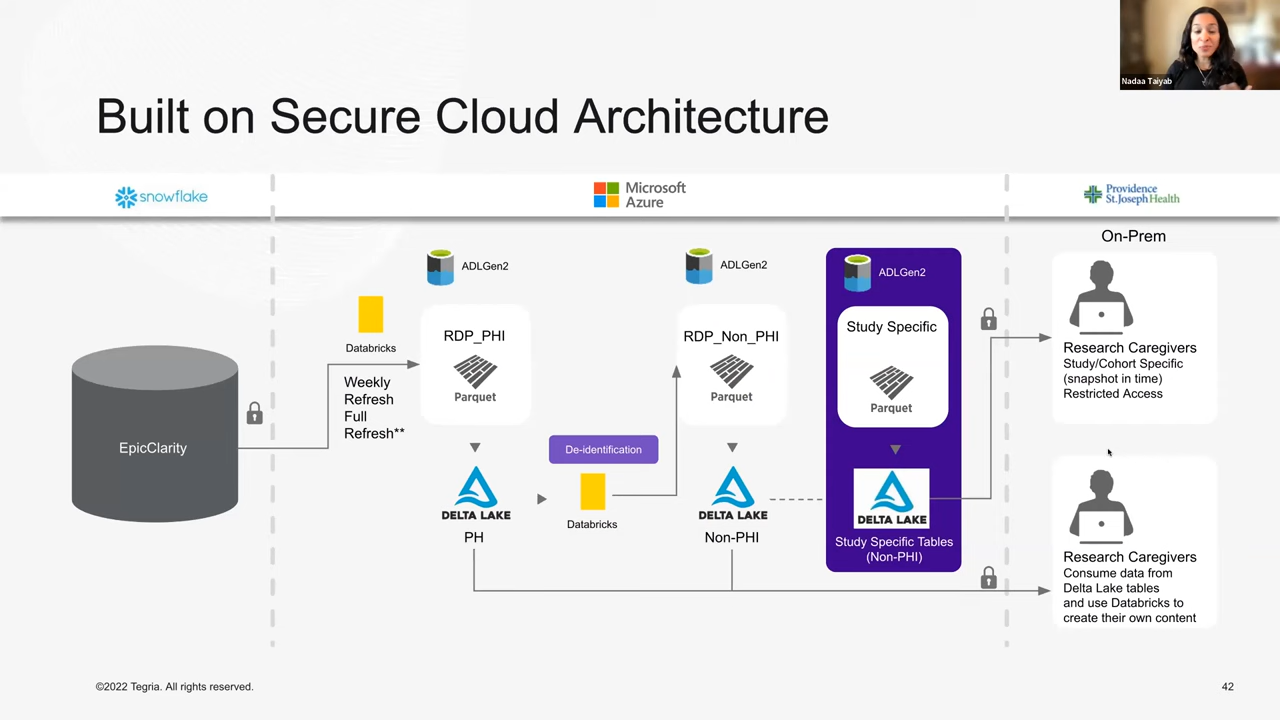 Nadaa Taiyab
Built on Secure Cloud Architecture
snowflake
Microsoft
Azure
Providence
St.Joseph Health
On-Prem
ADLGen2
ADLGen2
ADLGen2
EpicClarity
Databricks
Weekly
Refresh
Full
Refresh**
RDP_PHI
Parquet
DELTA LAKE
PH
De-identification
Databricks
RDP_Non_PHI
Parquet
DELTA LAKE
Non-PHI
Study Specific
Parquet
DELTA LAKE
Study Specific Tables
(Non-PHI)
Research Caregivers
Study/Cohort Specific
(snapshot in time)
Restricted Access
Research Caregivers
Consume data from
Delta Lake tables
and use Databricks to
create their own content
©2022 Tegria. All rights reserved.
42